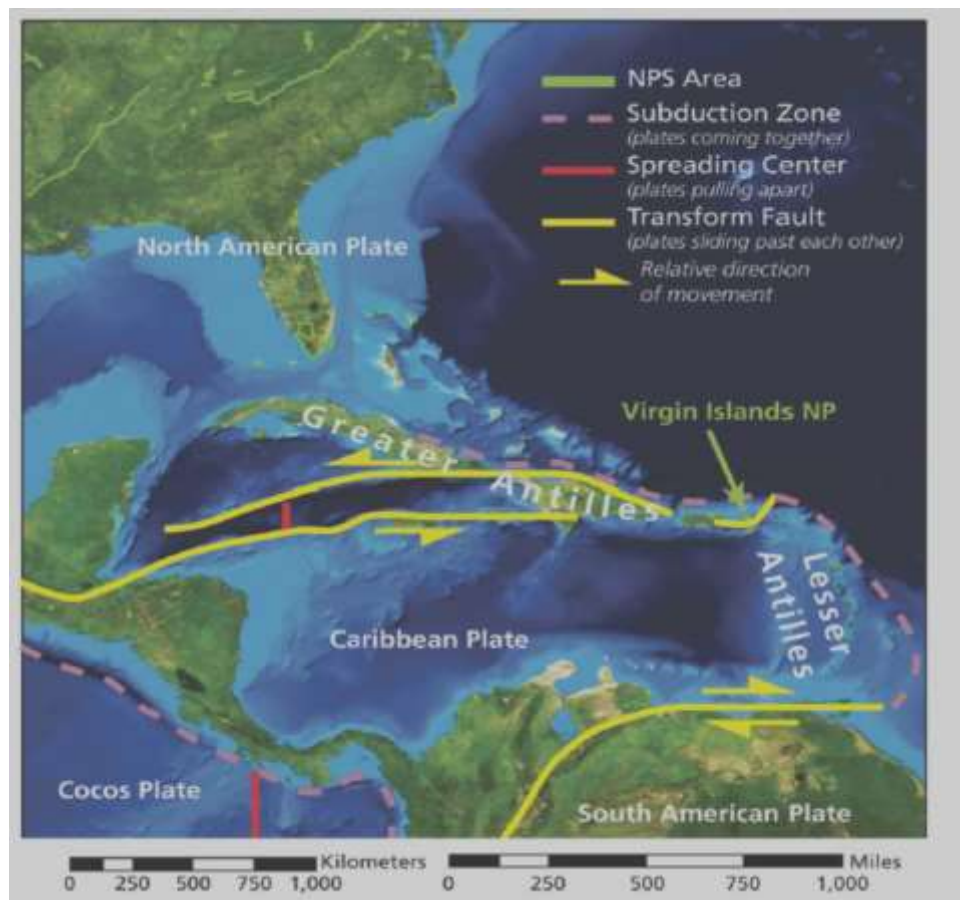 NPS Area
Subduction Zone
(plates coming together)
Spreading Center
(plates pulling apart)
Transform Fault
(plates sliding past each other)
Relative direction
of movement
North American Plate
Virgin Islands NP
Greater
Antilles
Lesser
Antilles
Caribbean Plate
Cocos Plate
South American Plate
Kilometers
0 250 500 750 1,000
Miles
0 250 500 750 1,000